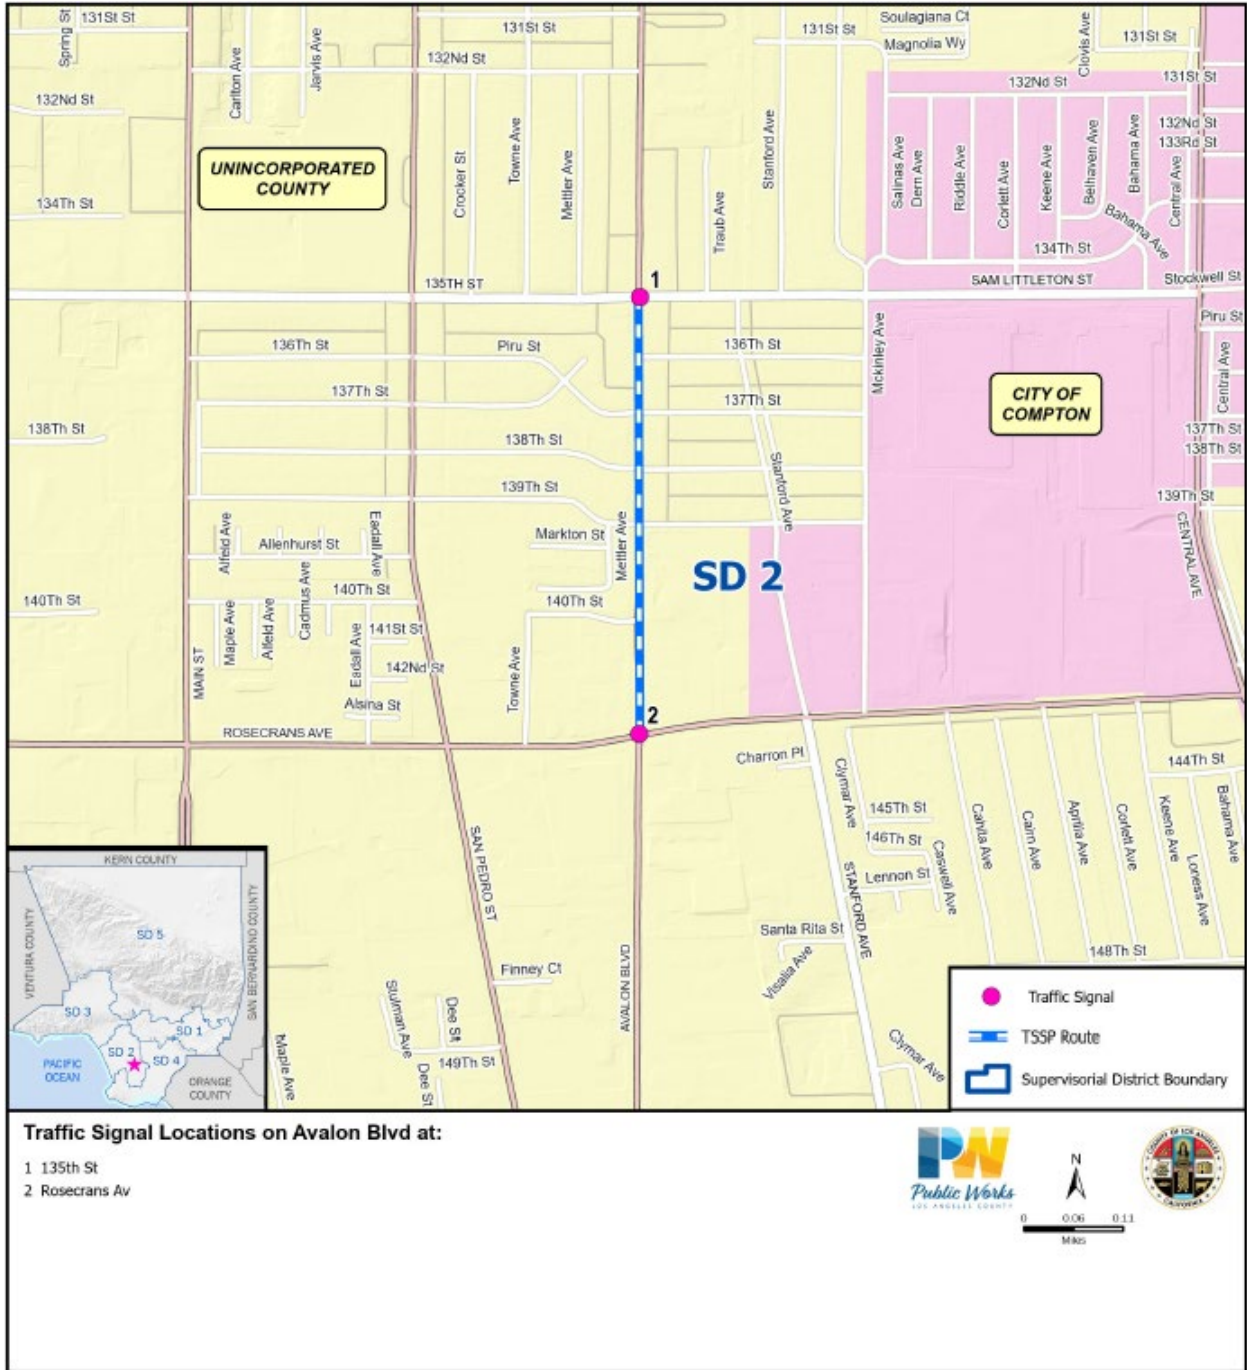 131St St
Spring St
Carlton Ave
Jarvis Ave
132Nd St
131St St
131St St
Soulagiana Ct
Magnolia Wy
Clovis Ave
131St St
131St St
132Nd St
132Nd St
132Nd St
133Rd St
UNINCORPORATED
COUNTY
Crocker St
Towne Ave
Mettler Ave
Traub Ave
Stanford Ave
Salinas Ave
Dern Ave
Riddle Ave
Corlett Ave
Keene Ave
Belhaven Ave
Bahama Ave
Bahama Ave
Central Ave
134Th St
134Th St
135TH ST
1
SAM LITTLETON ST
Stockwell St
136Th St
Piru St
136Th St
Mckinley Ave
Piru St
137Th St
137Th St
CITY OF
COMPTON
Central Ave
138Th St
138Th St
137Th St
138Th St
139Th St
Stanford Ave
139Th St
Alfeld Ave
Allenhurst St
Eadall Ave
Markton St
Mettler Ave
SD 2
CENTRAL AVE
140Th St
Maple Ave
Alfeld Ave
Cadmus Ave
140Th St
140Th St
141St St
Eadall Ave
142Nd St
MAIN ST
Alsina St
Towne Ave
2
ROSECRANS AVE
Charron Pl
Clymar Ave
144Th St
145Th St
146Th St
Lennon St
Caswell Ave
Cahita Ave
Cairn Ave
Aprilia Ave
Corlett Ave
Keene Ave
Loness Ave
Bahama Ave
SAN PEDRO ST
STANFORD AVE
Santa Rita St
Visalia Ave
148Th St
Finney Ct
AVALON BLVD
Stulman Ave
Dee St
149Th St
Dee St
Maple Ave
Clymar Ave
KERN COUNTY
VENTURA COUNTY
SAN BERNARDINO COUNTY
SD 5
SD 3
SD 1
SD 2
SD 4
PACIFIC
OCEAN
ORANGE
COUNTY
Traffic Signal
TSSP Route
Supervisorial District Boundary
Traffic Signal Locations on Avalon Blvd at:
1 135th St
2 Rosecrans Av
PW
Public Works
LOS ANGELES COUNTY
N
0 0.06 0.11
Miles
COUNTY OF LOS ANGELES
CALIFORNIA